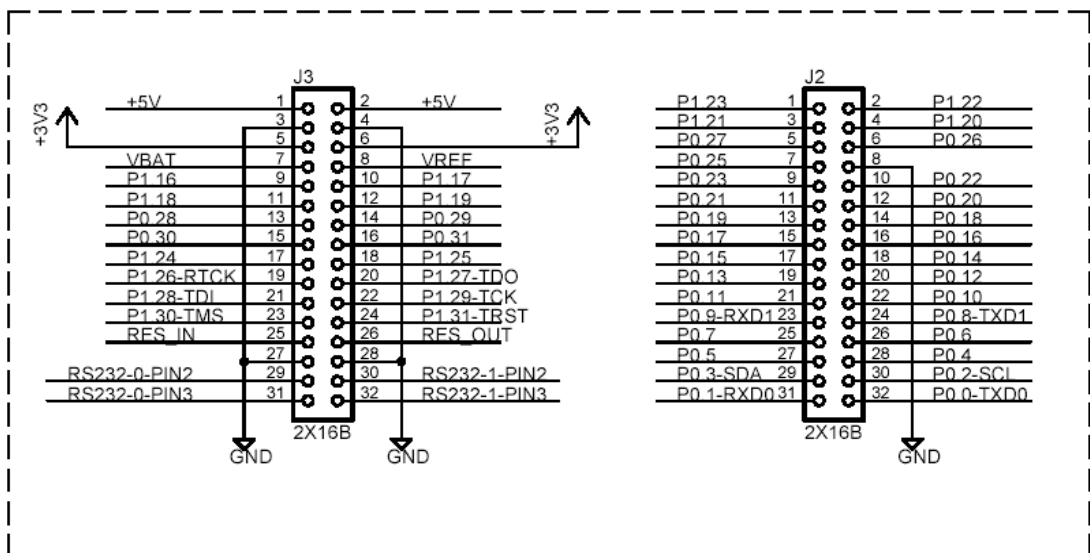 J3 J2
+5V 1 2 +5V P1.23 1 2 P1.22
+3V3 3 4 +3V3 P1.21 3 4 P1.20
5 6 P0.27 5 6 P0.26
VBAT 7 8 VREF P0.25 7 8
P1.16 9 10 P1.17 P0.23 9 10 P0.22
P1.18 11 12 P1.19 P0.21 11 12 P0.20
P0.28 13 14 P0.29 P0.19 13 14 P0.18
P0.30 15 16 P0.31 P0.17 15 16 P0.16
P1.24 17 18 P1.25 P0.15 17 18 P0.14
P1.26-RTCK 19 20 P1.27-TDO P0.13 19 20 P0.12
P1.28-TDI 21 22 P1.29-TCK P0.11 21 22 P0.10
P1.30-TMS 23 24 P1.31-TRST P0.9-RXD1 23 24 P0.8-TXD1
RES_IN 25 26 RES_OUT P0.7 25 26 P0.6
27 28 P0.5 27 28 P0.4
RS232-0-PIN2 29 30 RS232-1-PIN2 P0.3-SDA 29 30 P0.2-SCL
RS232-0-PIN3 31 32 RS232-1-PIN3 P0.1-RXD0 31 32 P0.0-TXD0
2X16B 2X16B
GND GND GND